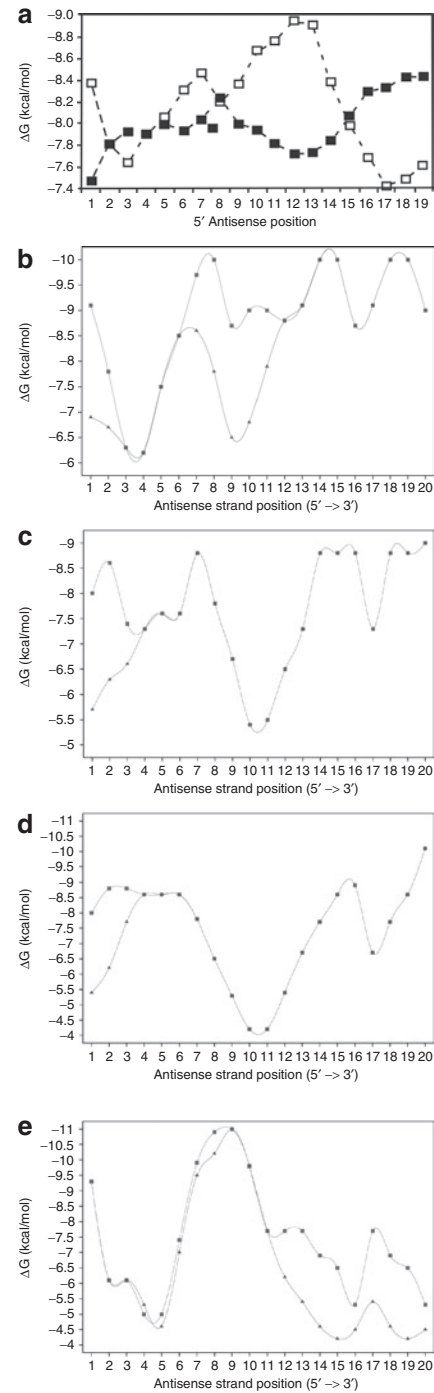 a
−9.0
−8.8
−8.4
−8.2
−8.0
−7.8
−7.6
−7.4
ΔG (kcal/mol)
1 2 3 4 5 6 7 8 9 10 11 12 13 14 15 16 17 18 19
5′ Antisense position
b
−10
−9.5
−9
−8.5
−8
−7.5
−7
−6.5
−6
ΔG (kcal/mol)
1 2 3 4 5 6 7 8 9 10 11 12 13 14 15 16 17 18 19 20
Antisense strand position (5′ –> 3′)
c
−9
−8.5
−8
−7.5
−7
−6.5
−6
−5.5
−5
ΔG (kcal/mol)
1 2 3 4 5 6 7 8 9 10 11 12 13 14 15 16 17 18 19 20
Antisense strand position (5′ –> 3′)
d
−11
−10.5
−10
−9.5
−9
−8.5
−8
−7.5
−7
−6.5
−6
−5.5
−5
−4.5
−4
ΔG (kcal/mol)
1 2 3 4 5 6 7 8 9 10 11 12 13 14 15 16 17 18 19 20
Antisense strand position (5′ –> 3′)
e
−11
−10.5
−10
−9.5
−9
−8.5
−8
−7.5
−7
−6.5
−6
−5.5
−5
−4.5
−4
ΔG (kcal/mol)
1 2 3 4 5 6 7 8 9 10 11 12 13 14 15 16 17 18 19 20
Antisense strand position (5′ –> 3′)